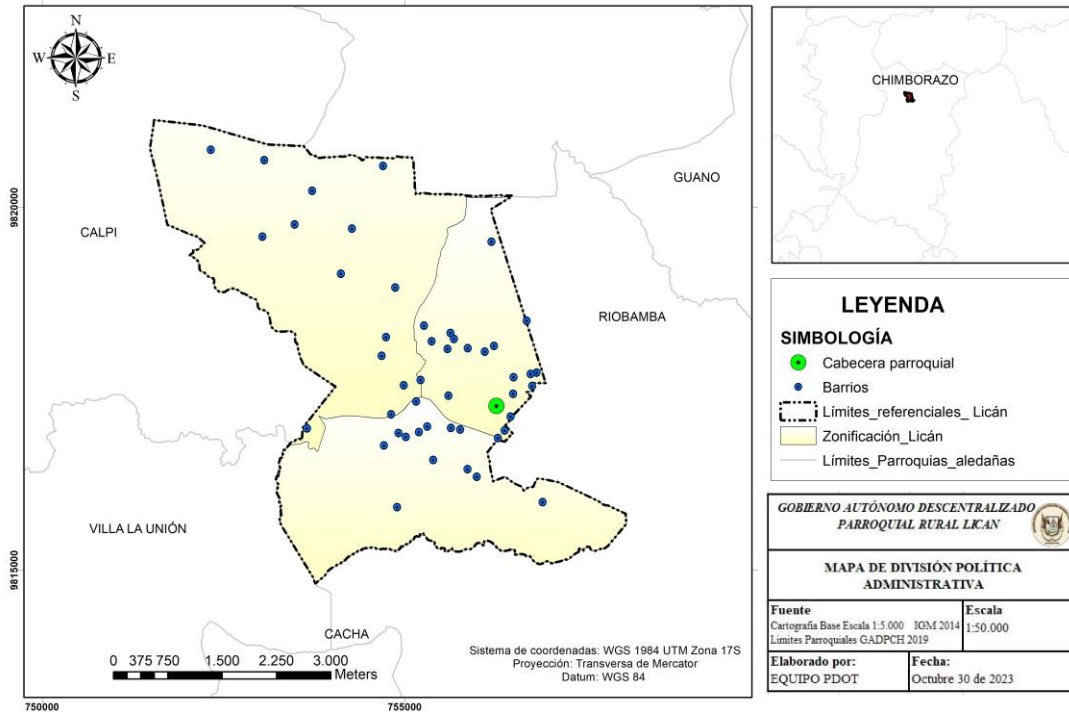 N
W E
S
CALPI
GUANO
RIOBAMBA
VILLA LA UNIÓN
CACHA
9820000
9815000
750000
755000
0 375 750 1.500 2.250 3.000
Meters
Sistema de coordenadas: WGS 1984 UTM Zona 17S
Proyección: Transversa de Mercator
Datum: WGS 84
CHIMBORAZO
LEYENDA
SIMBOLOGÍA
Cabecera parroquial
Barrios
Límites_referenciales_ Licán
Zonificación_Licán
Límites_Parroquias_aledañas
GOBIERNO AUTÓNOMO DESCENTRALIZADO
PARROQUIAL RURAL LICAN
MAPA DE DIVISIÓN POLÍTICA
ADMINISTRATIVA
Fuente
Cartografía Base Escala 1:5.000 IGM 2014
Limites Parroquiales GADPCH 2019
Escala
1:50.000
Elaborado por:
EQUIPO PDOT
Fecha:
Octubre 30 de 2023